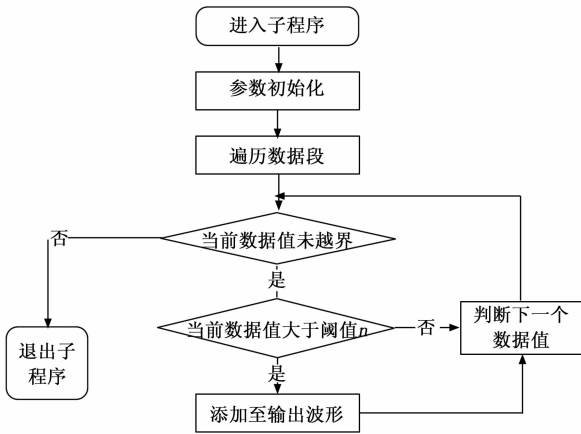 进入子程序
参数初始化
遍历数据段
当前数据值未越界
否
是
当前数据值大于阈值n
否
判断下一个
数据值
退出子
程序
是
添加至输出波形